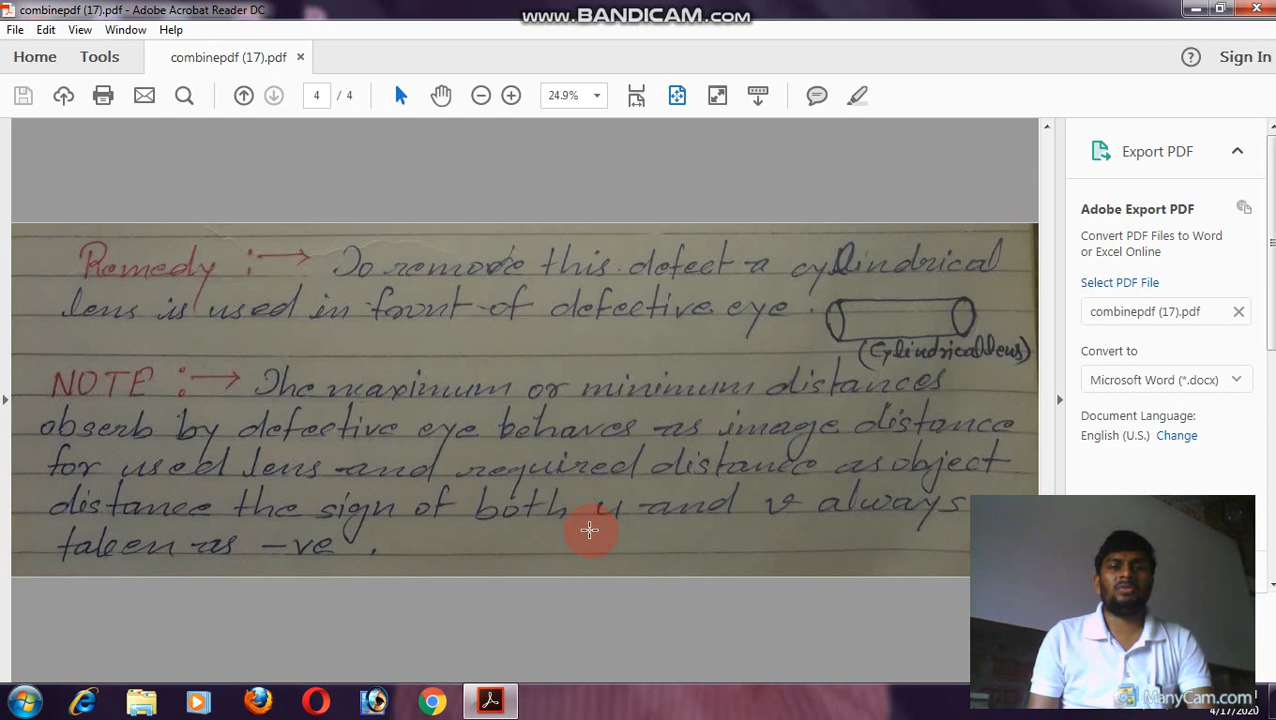 combinepdf (17).pdf - Adobe Acrobat Reader DC
www.BANDICAM.com
File Edit View Window Help
Home Tools combinepdf (17).pdf × Sign In
4 / 4 24.9%
Remedy :→ To remove this defect a cylindrical
lens is used in front of defective eye.
(Cylindrical lens)
NOTE :→ The maximum or minimum distances
obserb by defective eye behaves as image distance
for used lens and required distance as object
distance the sign of both u and v always
taken as -ve.
Export PDF
Adobe Export PDF
Convert PDF Files to Word
or Excel Online
Select PDF File
combinepdf (17).pdf
Convert to
Microsoft Word (*.docx)
Document Language:
English (U.S.) Change
ManyCam.com
4/17/2020